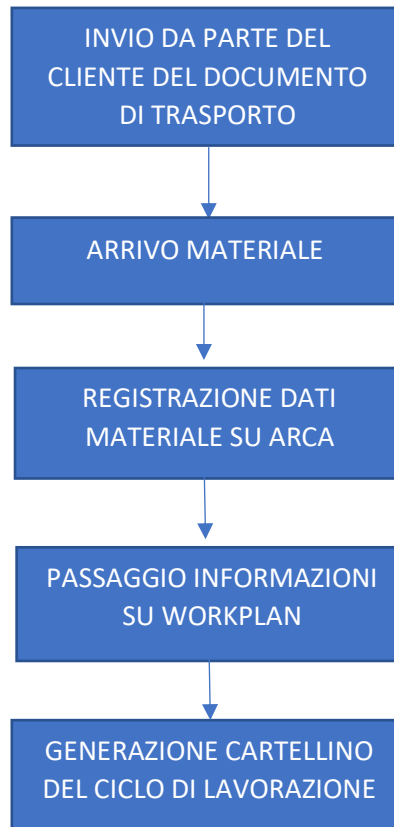 INVIO DA PARTE DEL
CLIENTE DEL DOCUMENTO
DI TRASPORTO
ARRIVO MATERIALE
REGISTRAZIONE DATI
MATERIALE SU ARCA
PASSAGGIO INFORMAZIONI
SU WORKPLAN
GENERAZIONE CARTELLINO
DEL CICLO DI LAVORAZIONE